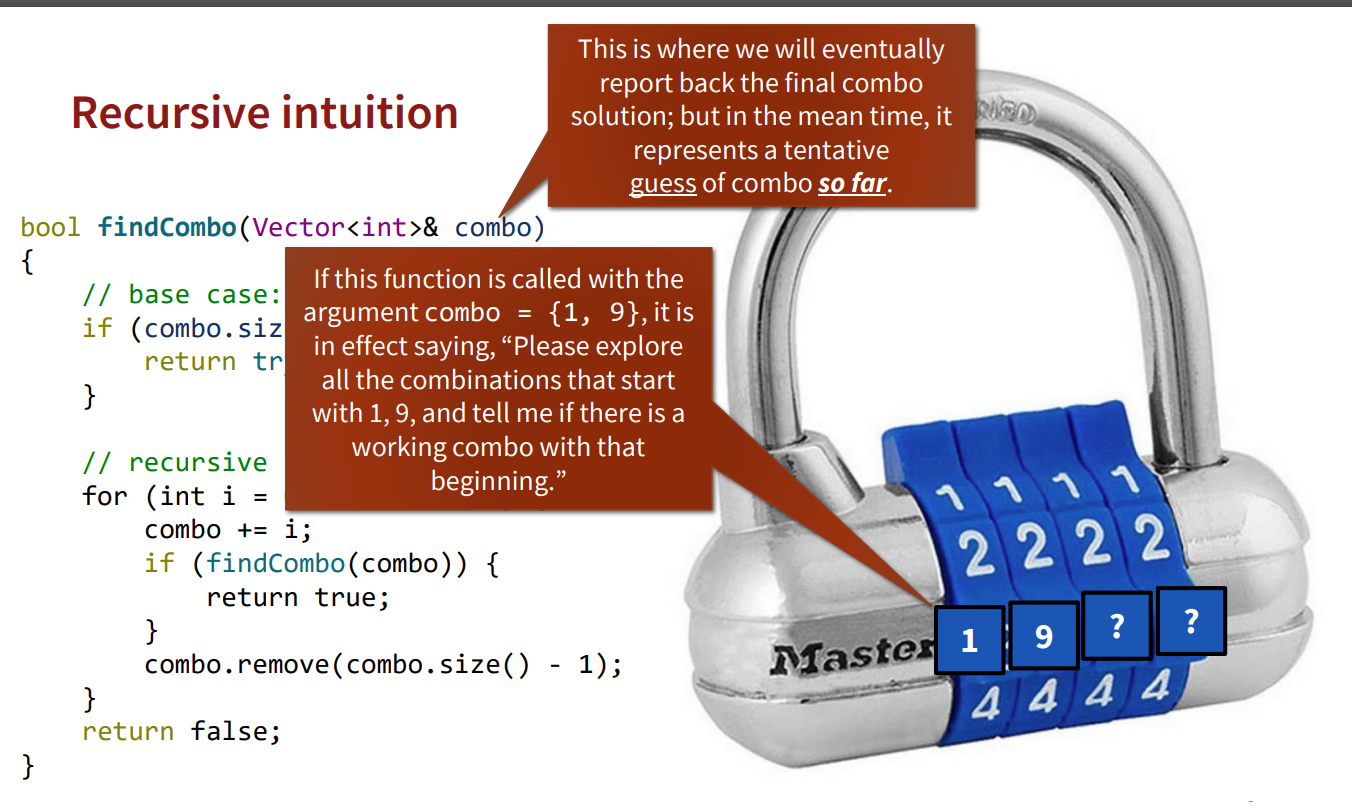 Recursive intuition
This is where we will eventually
report back the final combo
solution; but in the mean time, it
represents a tentative
guess of combo so far.
bool findCombo(Vector<int>& combo)
{
// base case:
if (combo.siz
return tr
}
// recursive
for (int i =
combo += i;
if (findCombo(combo)) {
return true;
}
combo.remove(combo.size() - 1);
}
return false;
}
If this function is called with the
argument combo = {1, 9}, it is
in effect saying, “Please explore
all the combinations that start
with 1, 9, and tell me if there is a
working combo with that
beginning.”
1 1 1 1
2 2 2 2
1 9 ? ?
Master
4 4 4 4